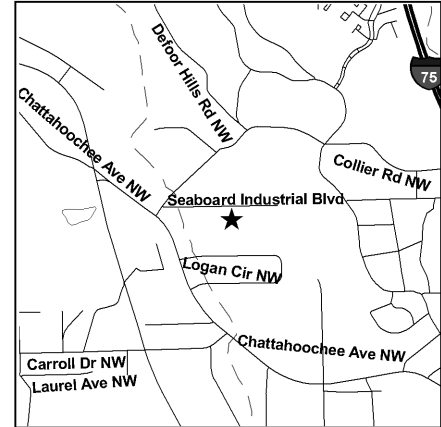 Defoor Hills Rd NW
75
Chattahoochee Ave NW
Collier Rd NW
Seaboard Industrial Blvd
Logan Cir NW
Chattahoochee Ave NW
Carroll Dr NW
Laurel Ave NW